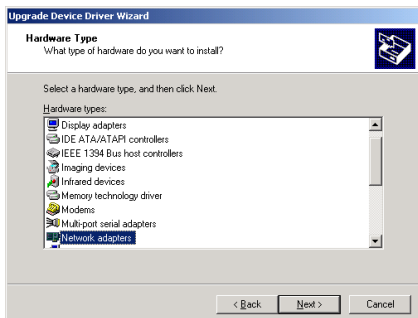 Upgrade Device Driver Wizard
Hardware Type
What type of hardware do you want to install?
Select a hardware type, and then click Next.
Hardware types:
Display adapters
IDE ATA/ATAPI controllers
IEEE 1394 Bus host controllers
Imaging devices
Infrared devices
Memory technology driver
Modems
Multi-port serial adapters
Network adapters
< Back Next > Cancel